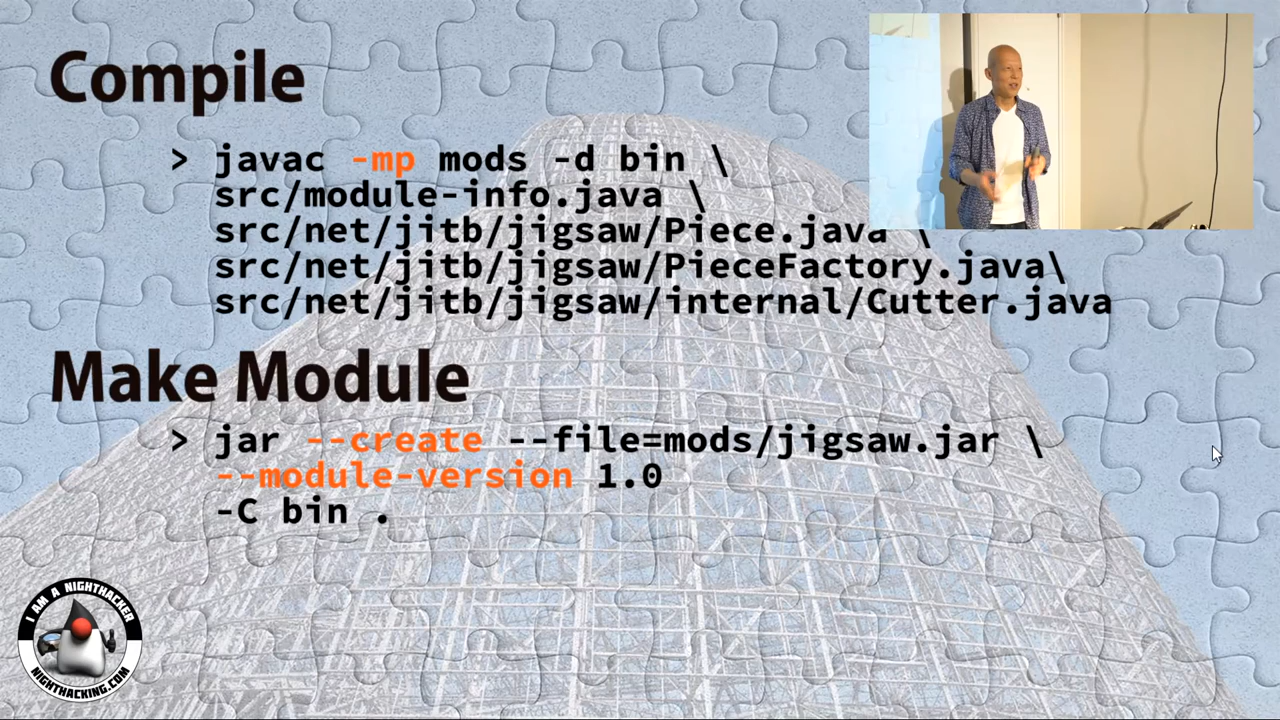 Compile
> javac -mp mods -d bin \
src/module-info.java \
src/net/jitb/jigsaw/Piece.java \
src/net/jitb/jigsaw/PieceFactory.java\
src/net/jitb/jigsaw/internal/Cutter.java
Make Module
> jar --create --file=mods/jigsaw.jar \
--module-version 1.0
-C bin .
I AM A NIGHTHACKER
NIGHTHACKING.COM